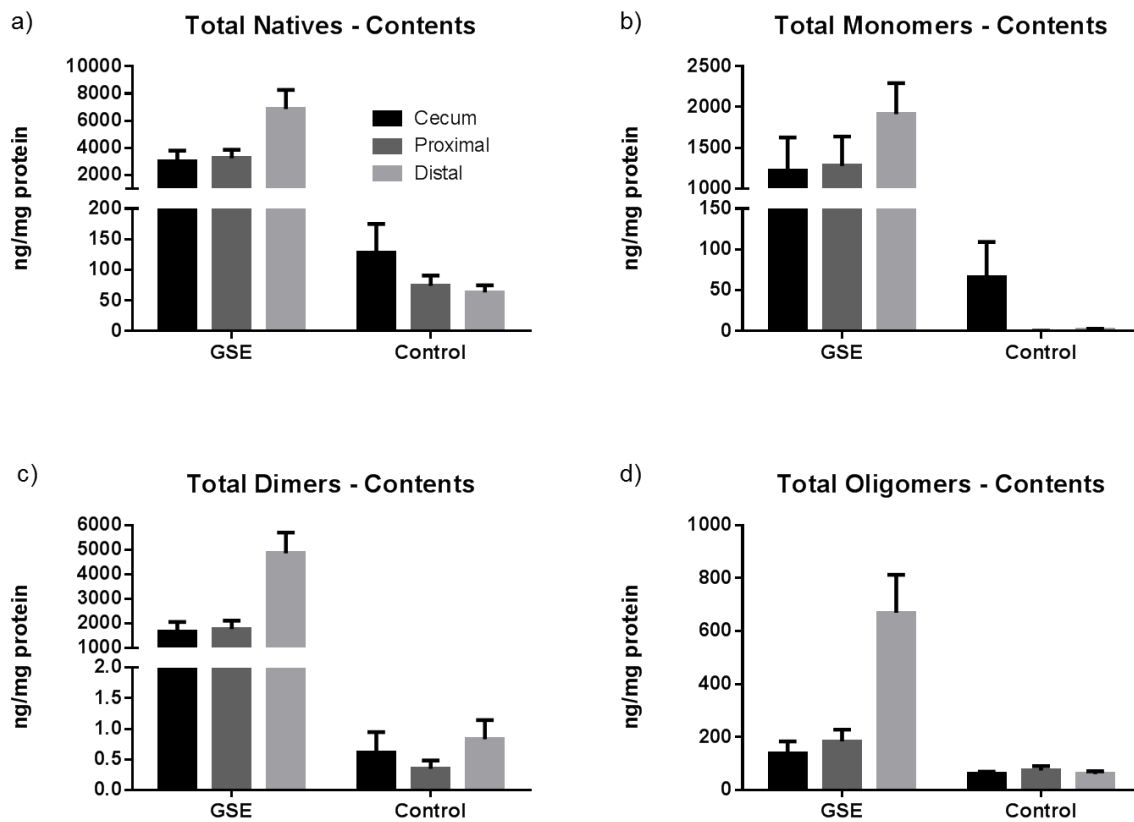 a)
Total Natives - Contents
ng/mg protein
10000
8000
6000
4000
2000
200
150
100
50
0
Cecum
Proximal
Distal
GSE
Control
b)
Total Monomers - Contents
ng/mg protein
2500
2000
1500
1000
150
100
50
0
GSE
Control
c)
Total Dimers - Contents
ng/mg protein
6000
5000
4000
3000
2000
1000
2.0
1.5
1.0
0.5
0.0
GSE
Control
d)
Total Oligomers - Contents
ng/mg protein
1000
800
600
400
200
0
GSE
Control